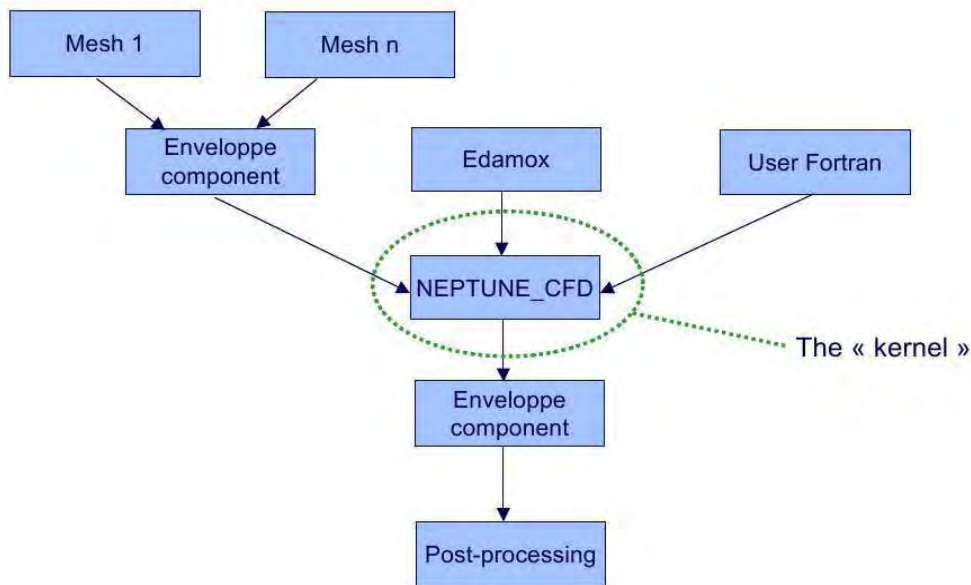 Mesh 1
Mesh n
Enveloppe
component
Edamox
User Fortran
NEPTUNE_CFD
The « kernel »
Enveloppe
component
Post-processing